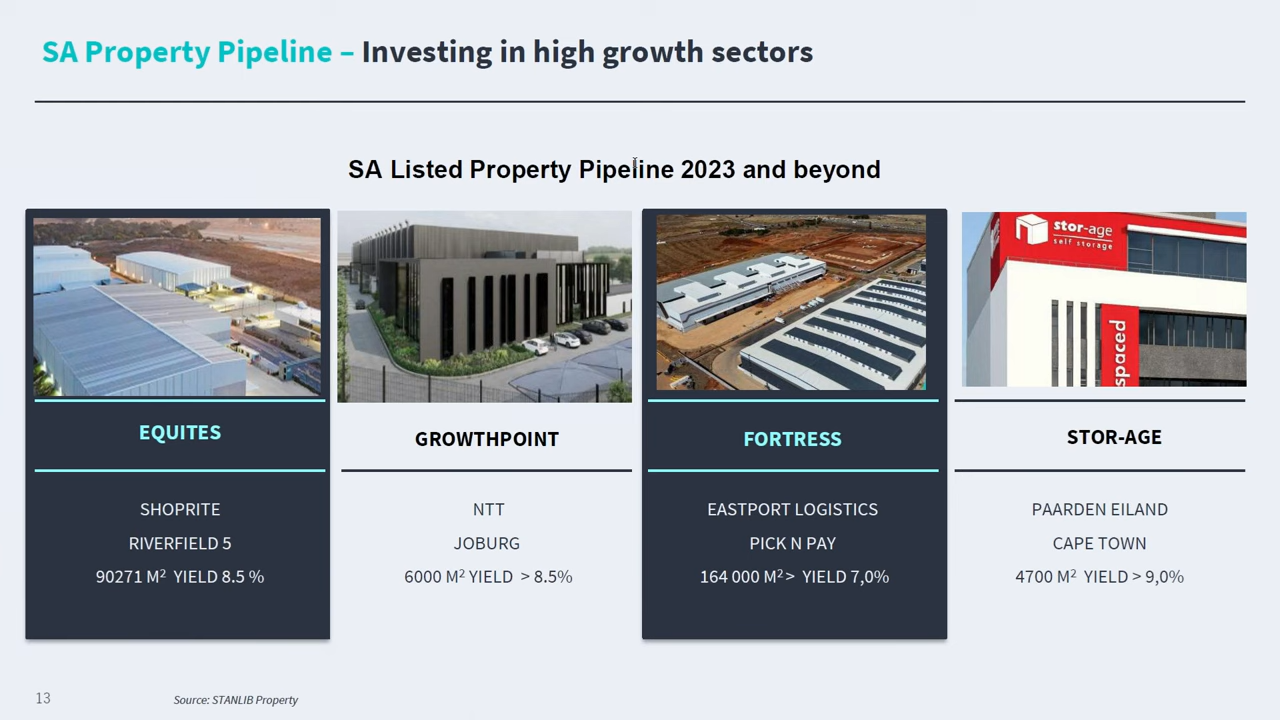 SA Property Pipeline – Investing in high growth sectors
SA Listed Property Pipeline 2023 and beyond
stor-age
self storage
spaced
EQUITES
GROWTHPOINT
FORTRESS
STOR-AGE
SHOPRITE
RIVERFIELD 5
90271 M² YIELD 8.5 %
NTT
JOBURG
6000 M² YIELD > 8.5%
EASTPORT LOGISTICS
PICK N PAY
164 000 M² > YIELD 7,0%
PAARDEN EILAND
CAPE TOWN
4700 M² YIELD > 9,0%
13
Source: STANLIB Property